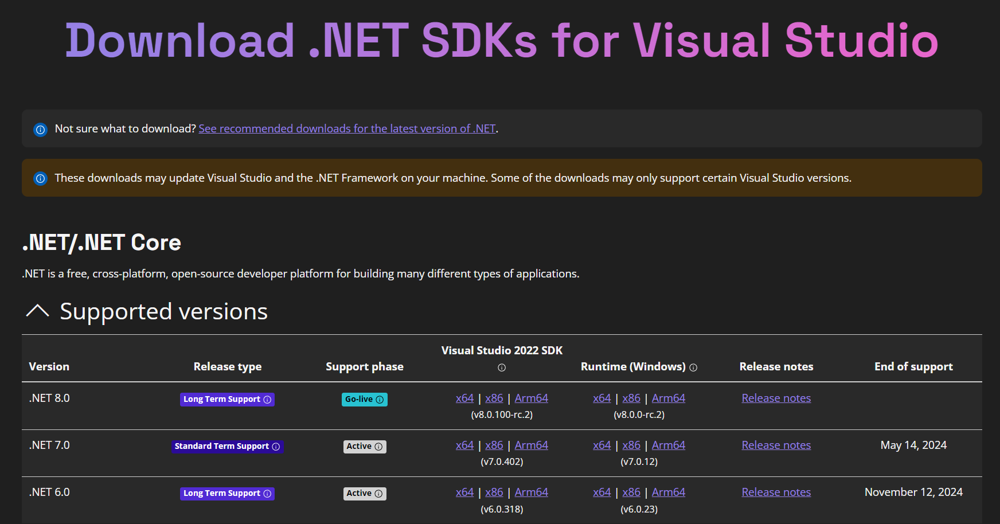 Download .NET SDKs for Visual Studio
Not sure what to download? See recommended downloads for the latest version of .NET.
These downloads may update Visual Studio and the .NET Framework on your machine. Some of the downloads may only support certain Visual Studio versions.
.NET/.NET Core
.NET is a free, cross-platform, open-source developer platform for building many different types of applications.
Supported versions
Visual Studio 2022 SDK
Version Release type Support phase Runtime (Windows) Release notes End of support
.NET 8.0 Long Term Support Go-live x64 | x86 | Arm64 x64 | x86 | Arm64 Release notes
(v8.0.100-rc.2) (v8.0.0-rc.2)
.NET 7.0 Standard Term Support Active x64 | x86 | Arm64 x64 | x86 | Arm64 Release notes May 14, 2024
(v7.0.402) (v7.0.12)
.NET 6.0 Long Term Support Active x64 | x86 | Arm64 x64 | x86 | Arm64 Release notes November 12, 2024
(v6.0.318) (v6.0.23)